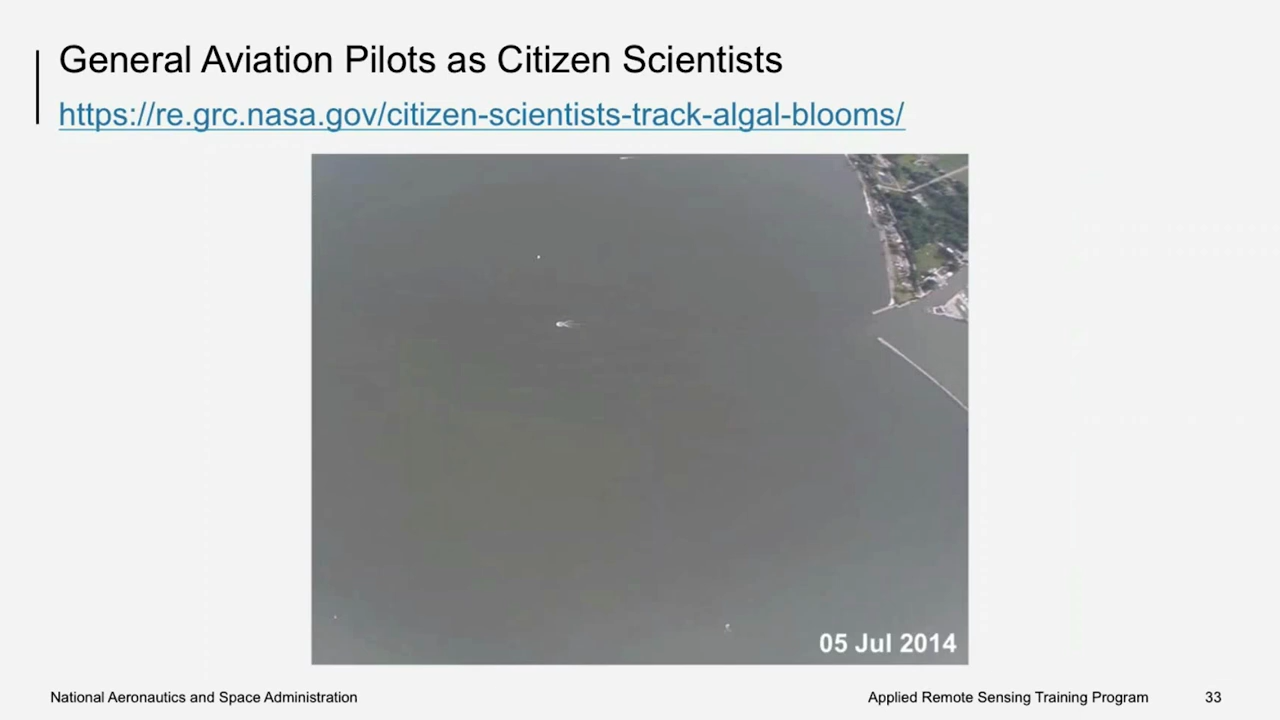 General Aviation Pilots as Citizen Scientists
https://re.grc.nasa.gov/citizen-scientists-track-algal-blooms/
05 Jul 2014
National Aeronautics and Space Administration
Applied Remote Sensing Training Program
33